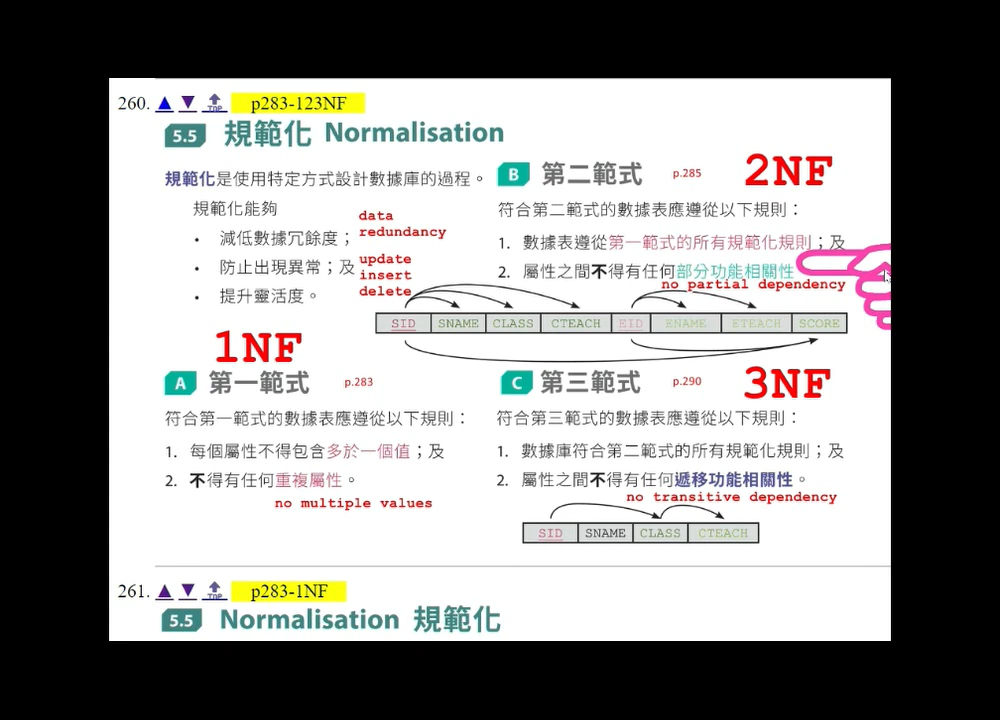 260. ▲ ▼ TOP p283-123NF
5.5 規範化 Normalisation
規範化是使用特定方式設計數據庫的過程。
規範化能夠
• 減低數據冗餘度；
data
redundancy
• 防止出現異常；及
update
insert
delete
• 提升靈活度。
1NF
A 第一範式 p.283
符合第一範式的數據表應遵從以下規則：
1. 每個屬性不得包含多於一個值；及
2. 不得有任何重複屬性。
no multiple values
B 第二範式 p.285 2NF
符合第二範式的數據表應遵從以下規則：
1. 數據表遵從第一範式的所有規範化規則；及
2. 屬性之間不得有任何部分功能相關性
no partial dependency
SID SNAME CLASS CTEACH EID ENAME ETEACH SCORE
C 第三範式 p.290 3NF
符合第三範式的數據表應遵從以下規則：
1. 數據庫符合第二範式的所有規範化規則；及
2. 屬性之間不得有任何遞移功能相關性。
no transitive dependency
SID SNAME CLASS CTEACH
261. ▲ ▼ TOP p283-1NF
5.5 Normalisation 規範化